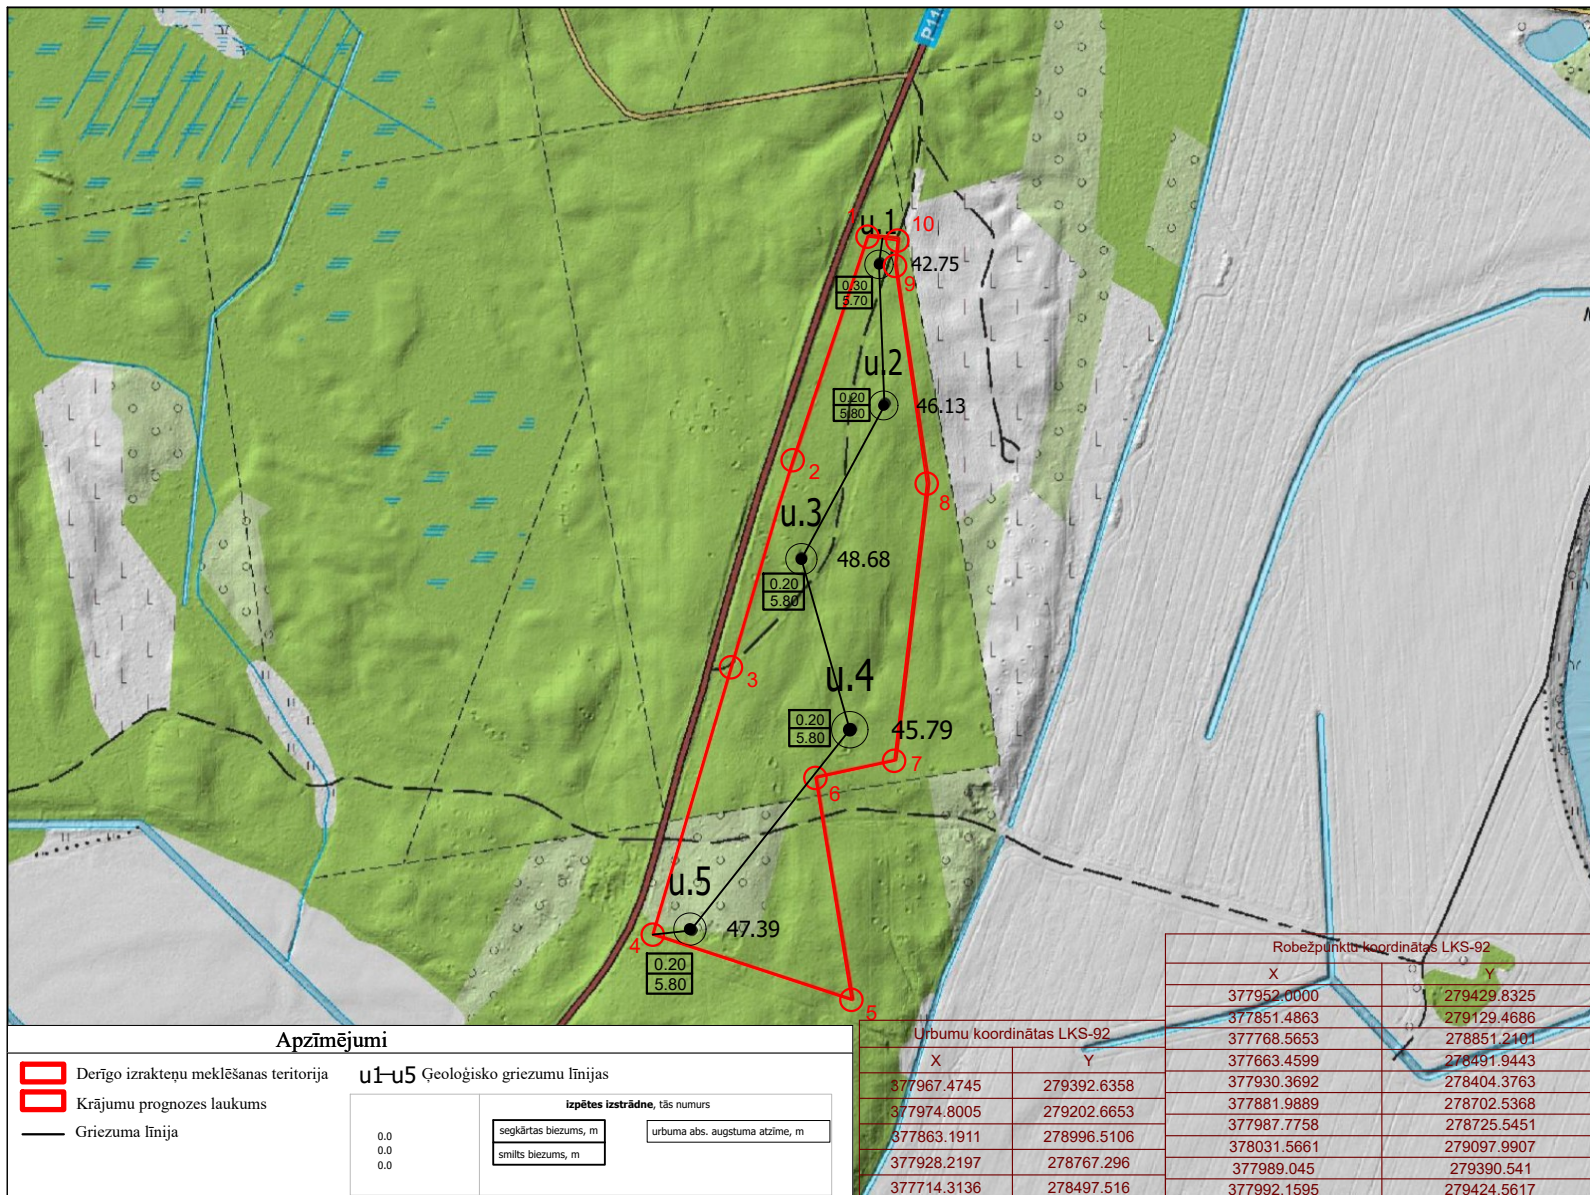 P11
1
u.1
10
42.75
9
0.30
5.70
u.2
0.20
5.80
46.13
2
8
u.3
48.68
0.20
5.80
3
u.4
0.20
5.80
45.79
7
6
u.5
47.39
4
0.20
5.80
5
Apzīmējumi
Derīgo izrakteņu meklēšanas teritorija
Krājumu prognozes laukums
Griezuma līnija
u1-u5 Ģeoloģisko griezumu līnijas
izpētes izstrādne, tās numurs
0.0
0.0
0.0
segkārtas biezums, m
smilts biezums, m
urbuma abs. augstuma atzīme, m
Urbumu koordinātas LKS-92
X Y
377967.4745 279392.6358
377974.8005 279202.6653
377863.1911 278996.5106
377928.2197 278767.296
377714.3136 278497.516
Robežpunktu koordinātas LKS-92
X Y
377952.0000 279429.8325
377851.4863 279129.4686
377768.5653 278851.2101
377663.4599 278491.9443
377930.3692 278404.3763
377881.9889 278702.5368
377987.7758 278725.5451
378031.5661 279097.9907
377989.045 279390.541
377992.1595 279424.5617